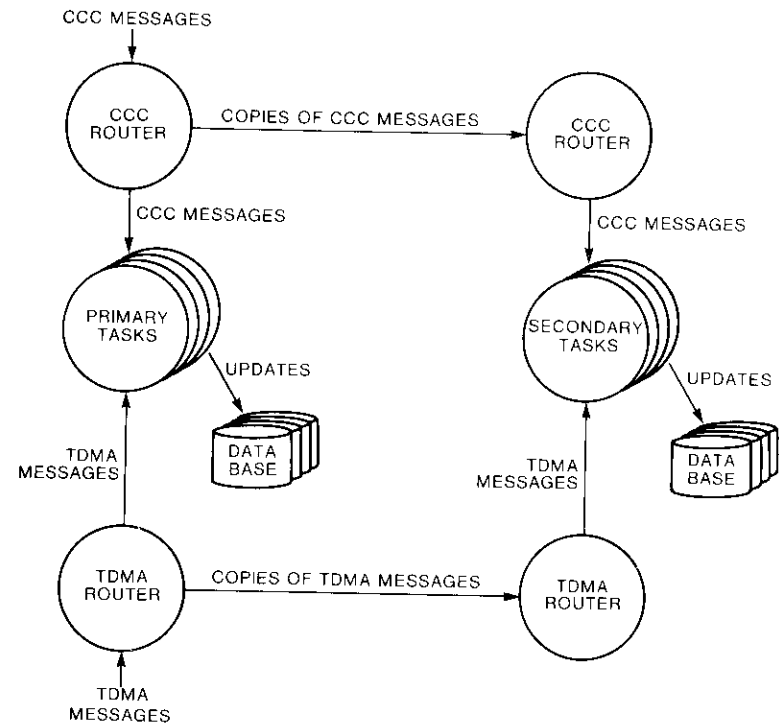 CCC MESSAGES
CCC
ROUTER
COPIES OF CCC MESSAGES
CCC
ROUTER
CCC MESSAGES
CCC MESSAGES
PRIMARY
TASKS
SECONDARY
TASKS
UPDATES
UPDATES
DATA
BASE
DATA
BASE
TDMA
MESSAGES
TDMA
MESSAGES
TDMA
ROUTER
COPIES OF TDMA MESSAGES
TDMA
ROUTER
TDMA
MESSAGES